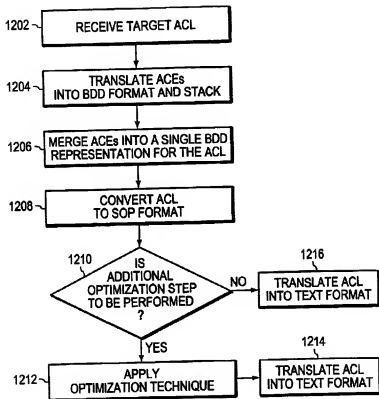 1202
RECEIVE TARGET ACL
1204
TRANSLATE ACEs
INTO BDD FORMAT AND STACK
1206
MERGE ACEs INTO A SINGLE BDD
REPRESENTATION FOR THE ACL
1208
CONVERT ACL
TO SOP FORMAT
1210
IS
ADDITIONAL
OPTIMIZATION STEP
TO BE PERFORMED
?
NO
1216
TRANSLATE ACL
INTO TEXT FORMAT
YES
1212
APPLY
OPTIMIZATION TECHNIQUE
1214
TRANSLATE ACL
INTO TEXT FORMAT